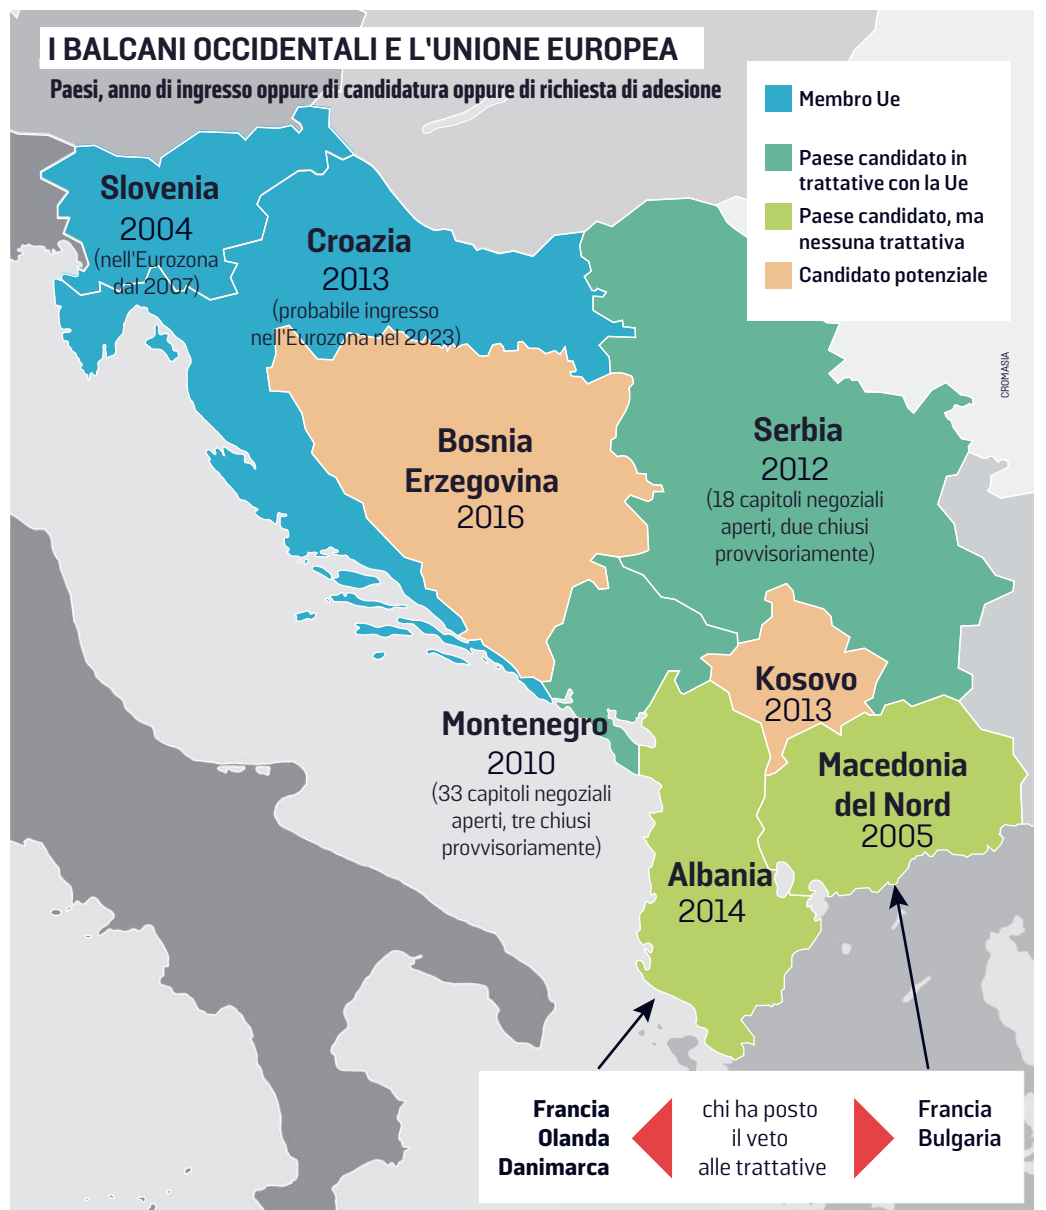 I BALCANI OCCIDENTALI E L'UNIONE EUROPEA
Paesi, anno di ingresso oppure di candidatura oppure di richiesta di adesione
Membro Ue
Paese candidato in
trattative con la Ue
Paese candidato, ma
nessuna trattativa
Candidato potenziale
CROMASIA
Slovenia
2004
(nell'Eurozona
dal 2007)
Croazia
2013
(probabile ingresso
nell'Eurozona nel 2023)
Bosnia
Erzegovina
2016
Serbia
2012
(18 capitoli negoziali
aperti, due chiusi
provvisoriamente)
Kosovo
2013
Montenegro
2010
(33 capitoli negoziali
aperti, tre chiusi
provvisoriamente)
Macedonia
del Nord
2005
Albania
2014
Francia
Olanda
Danimarca
chi ha posto
il veto
alle trattative
Francia
Bulgaria